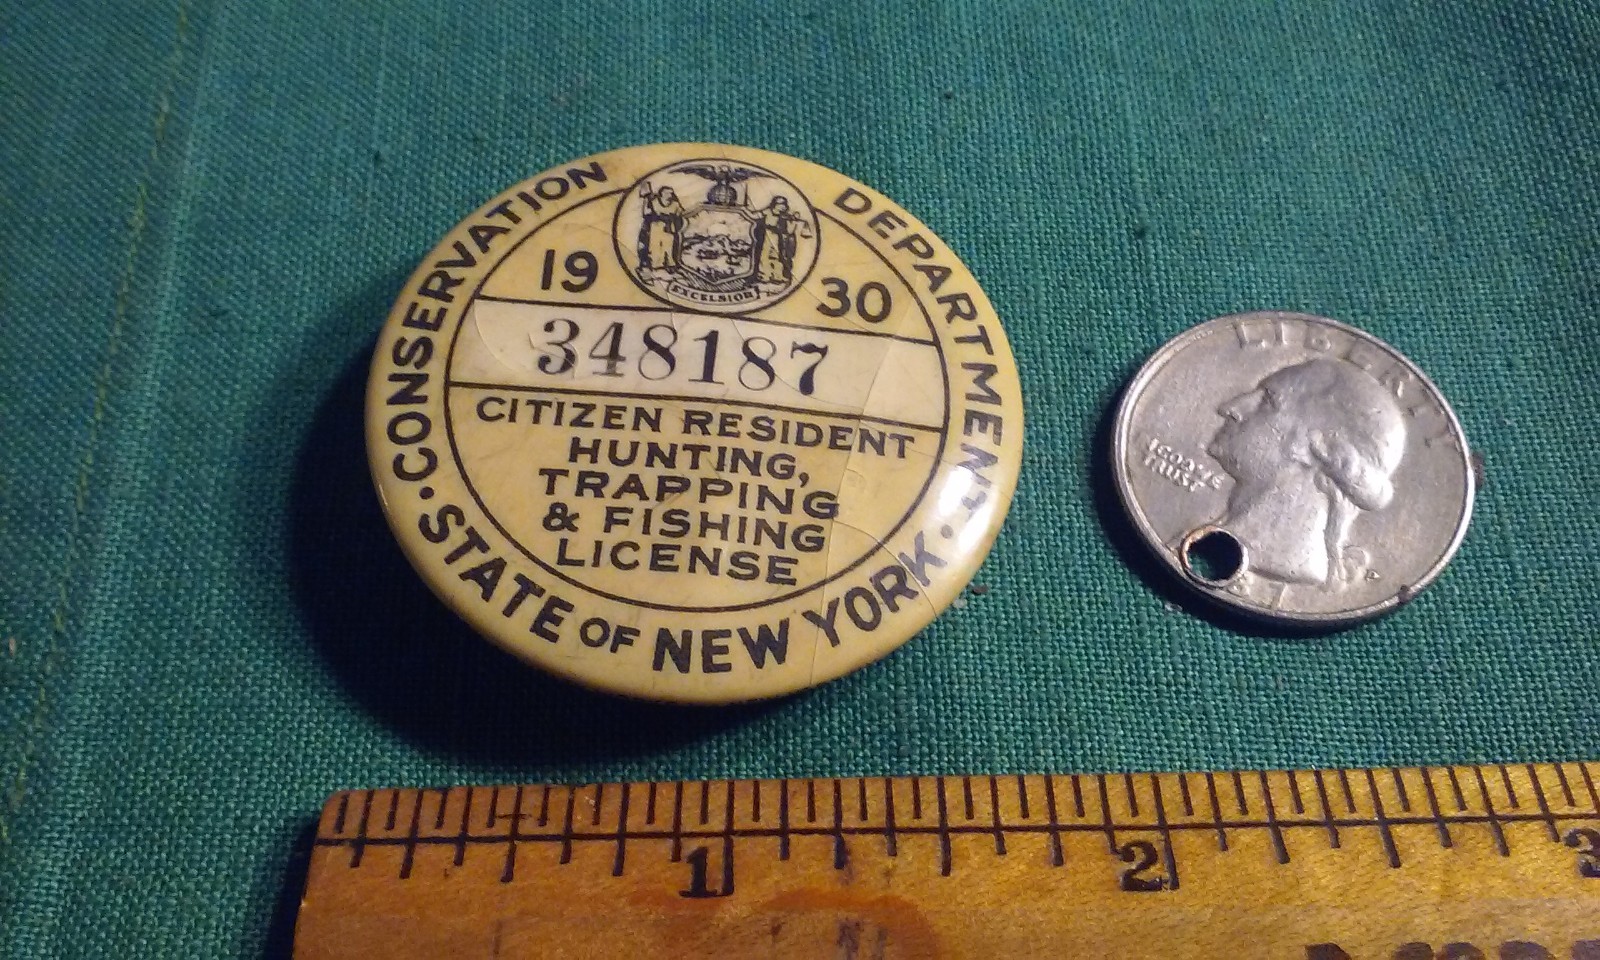 CONSERVATION DEPARTMENT.
EXCELSIOR
19 30
348187
CITIZEN RESIDENT
HUNTING,
TRAPPING
& FISHING
LICENSE
· STATE OF NEW YORK ·
LIBERTY
IN GOD WE
TRUST
P
1 2 3